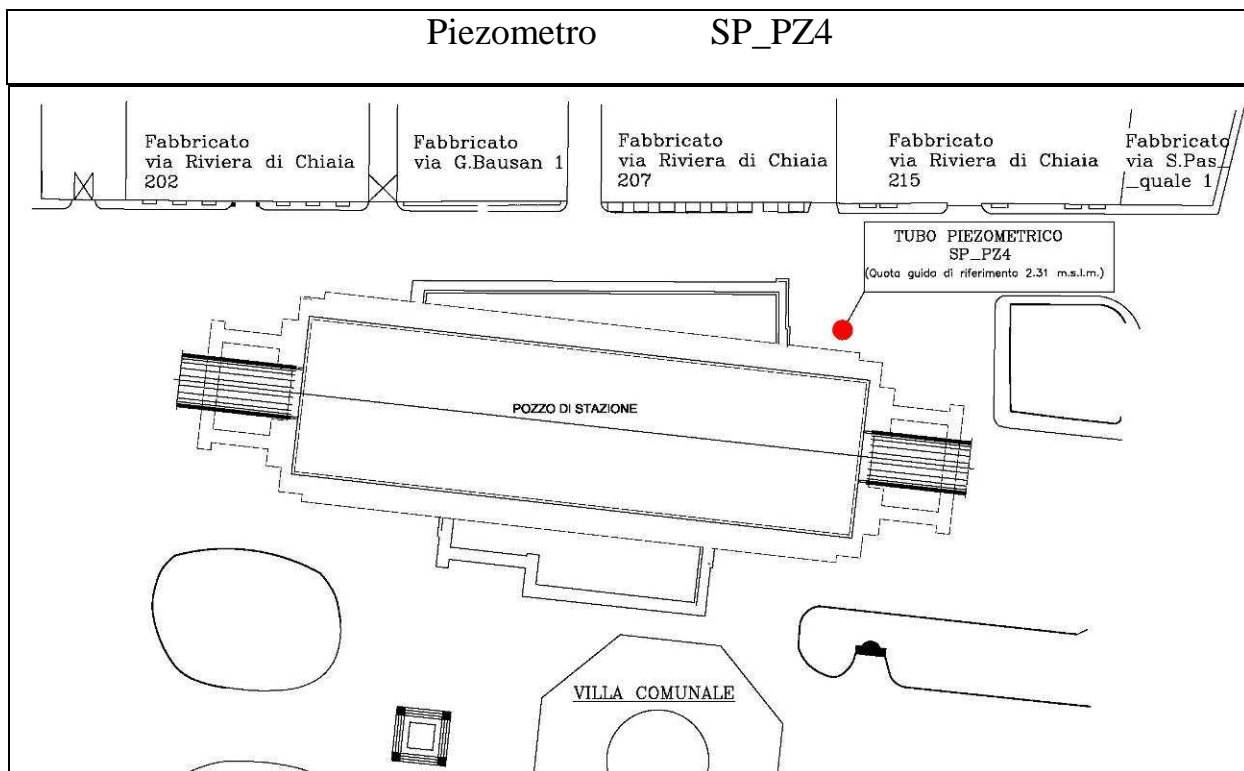 Piezometro SP_PZ4
Fabbricato
via Riviera di Chiaia
202
Fabbricato
via G.Bausan 1
Fabbricato
via Riviera di Chiaia
207
Fabbricato
via Riviera di Chiaia
215
Fabbricato
via S.Pas_
_quale 1
TUBO PIEZOMETRICO
SP_PZ4
(Quota guida di riferimento 2.31 m.s.l.m.)
POZZO DI STAZIONE
VILLA COMUNALE